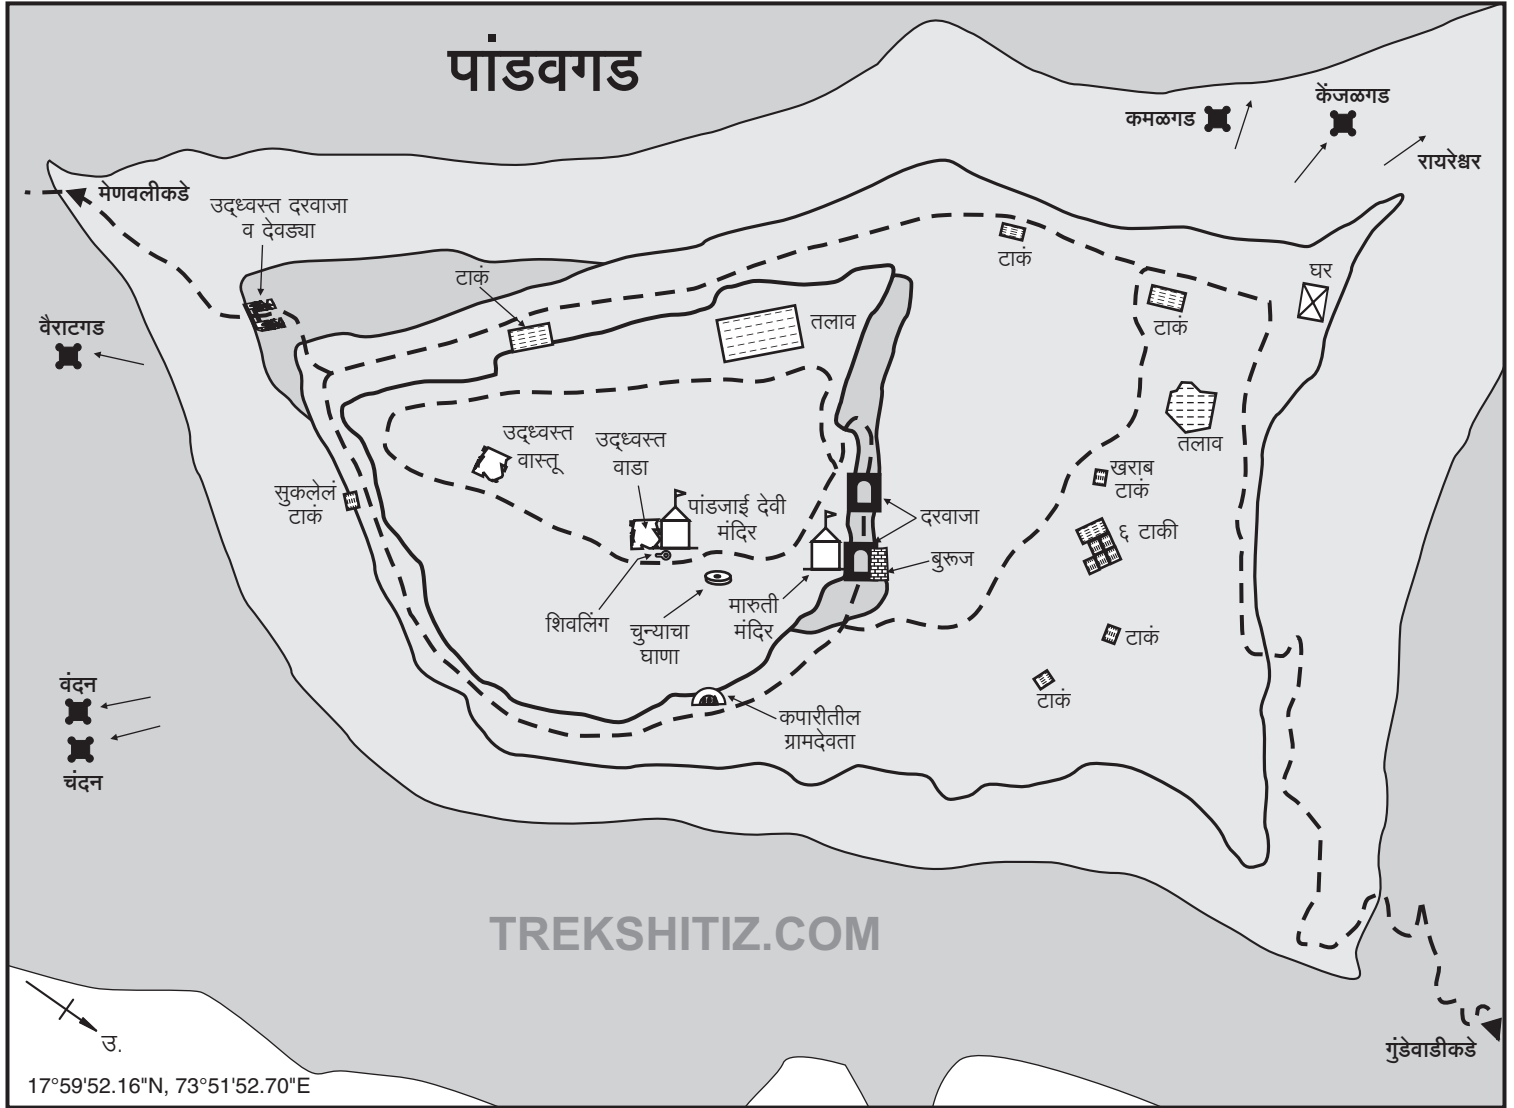 पांडवगड
केंजळगड
कमळगड
रायरेश्वर
मेणवलीकडे
उद्ध्वस्त दरवाजा
व देवड्या
टाकं
टाकं
घर
वैराटगड
तलाव
टाकं
उद्ध्वस्त
वास्तू
उद्ध्वस्त
वाडा
तलाव
खराब
टाकं
सुकलेलं
टाकं
पांडजाई देवी
मंदिर
दरवाजा
६ टाकी
बुरूज
शिवलिंग
चुन्याचा
घाणा
मारुती
मंदिर
टाकं
वंदन
टाकं
कपारीतील
ग्रामदेवता
चंदन
TREKSHITIZ.COM
उ.
गुंडेवाडीकडे
17°59'52.16"N, 73°51'52.70"E